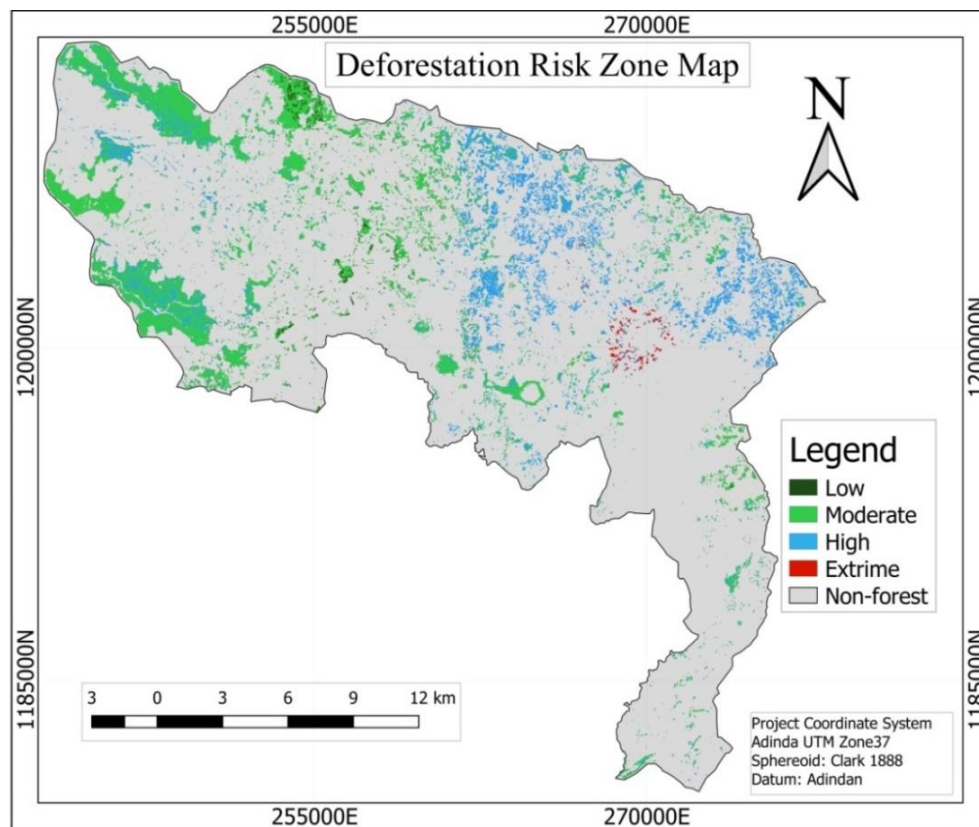 255000E 270000E
Deforestation Risk Zone Map
N
1200000N 1200000N
Legend
Low
Moderate
High
Extrime
Non-forest
1185000N 1185000N
3 0 3 6 9 12 km
Project Coordinate System
Adinda UTM Zone37
Sphereoid: Clark 1888
Datum: Adindan
255000E 270000E